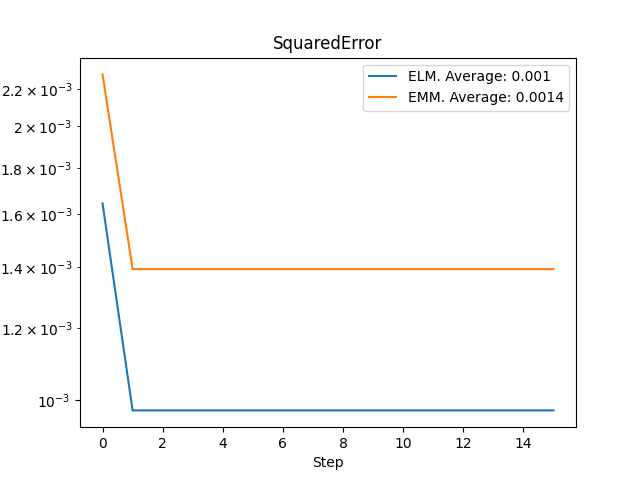 SquaredError
ELM. Average: 0.001
EMM. Average: 0.0014
2.2 × 10⁻³
2 × 10⁻³
1.8 × 10⁻³
1.6 × 10⁻³
1.4 × 10⁻³
1.2 × 10⁻³
10⁻³
0 2 4 6 8 10 12 14
Step